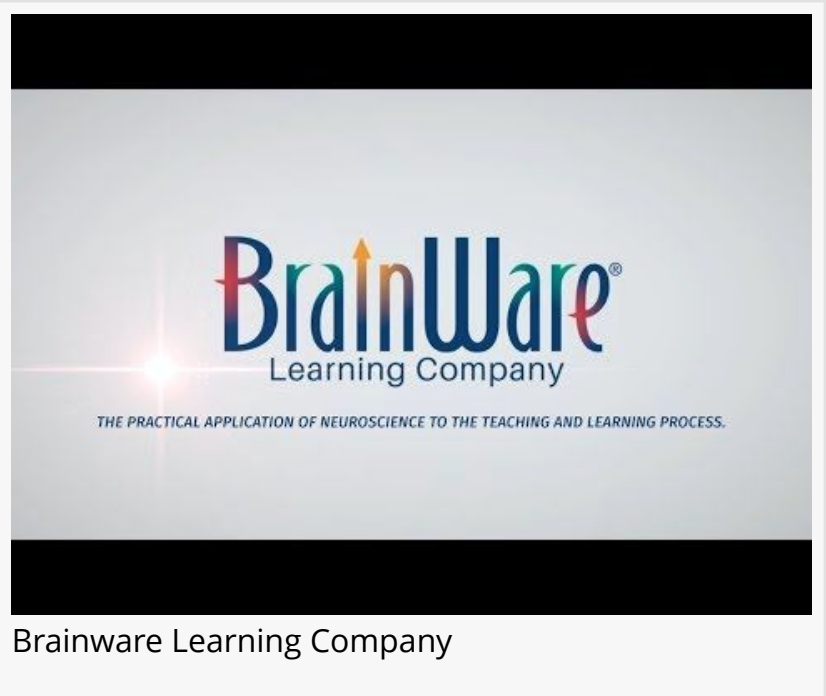 BrainWare®
Learning Company
THE PRACTICAL APPLICATION OF NEUROSCIENCE TO THE TEACHING AND LEARNING PROCESS.
Brainware Learning Company